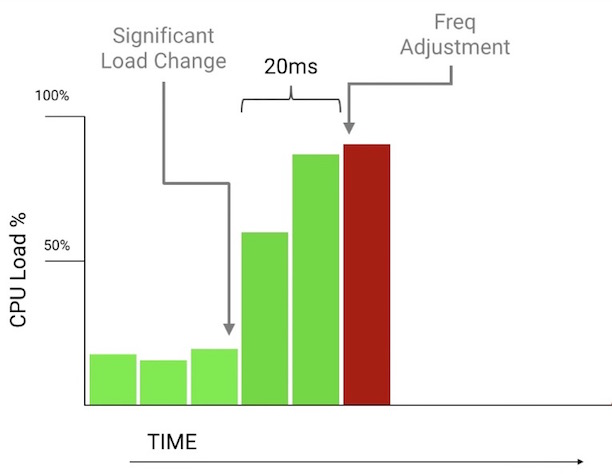 Significant
Load Change
20ms
Freq
Adjustment
100%
50%
CPU Load %
TIME